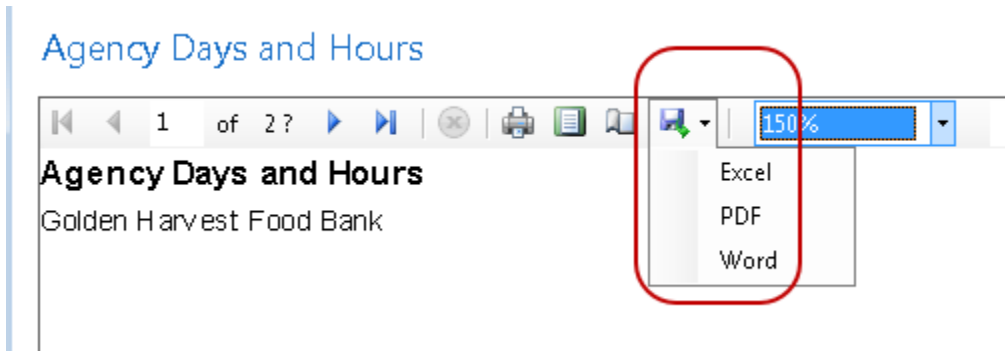 Agency Days and Hours
1 of 2 ? 150%
Agency Days and Hours
Golden Harvest Food Bank
Excel
PDF
Word